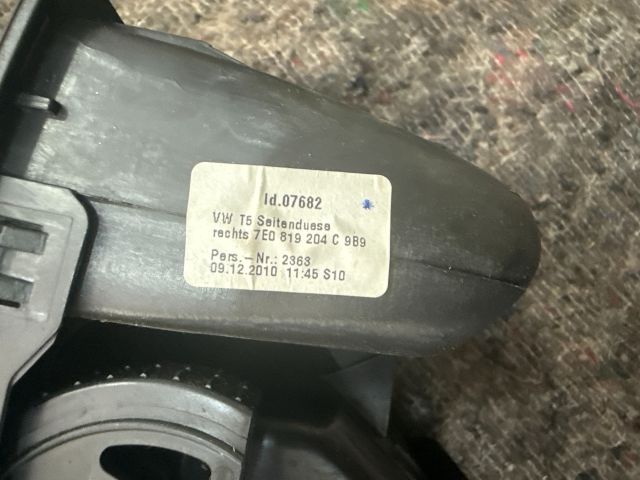 Id.07682
VW T5 Seitenduese
rechts 7E0 819 204 C 9B9
Pers.-Nr.: 2363
09.12.2010 11:45 S10